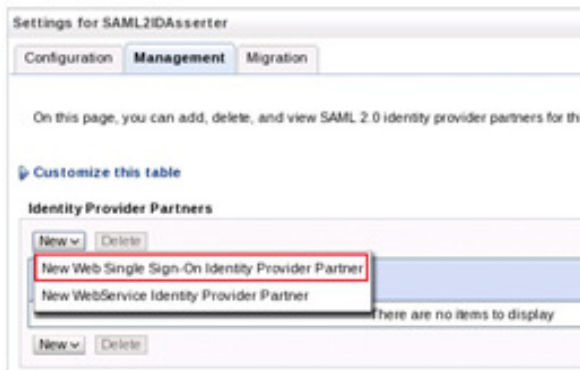 Settings for SAML2IDAsserter
Configuration Management Migration
On this page, you can add, delete, and view SAML 2.0 identity provider partners for
Customize this table
Identity Provider Partners
New Delete
New Web Single Sign-On Identity Provider Partner
New WebService Identity Provider Partner
There are no items to display
New Delete